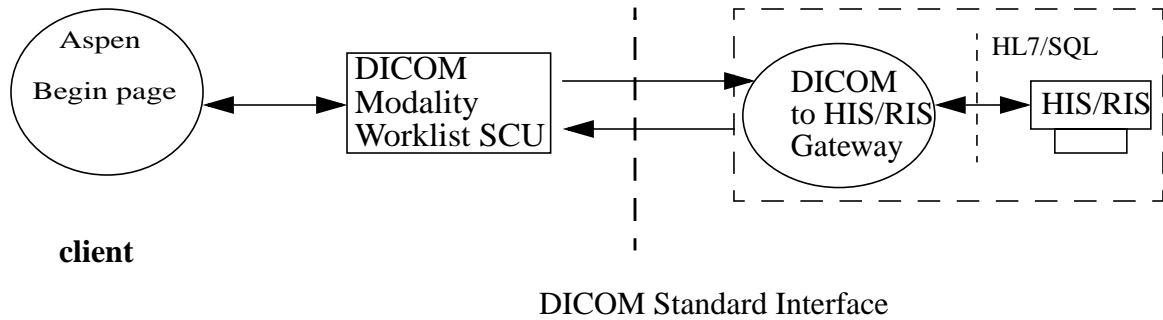 Aspen
Begin page
DICOM
Modality
Worklist SCU
DICOM
to HIS/RIS
Gateway
HL7/SQL
HIS/RIS
client
DICOM Standard Interface